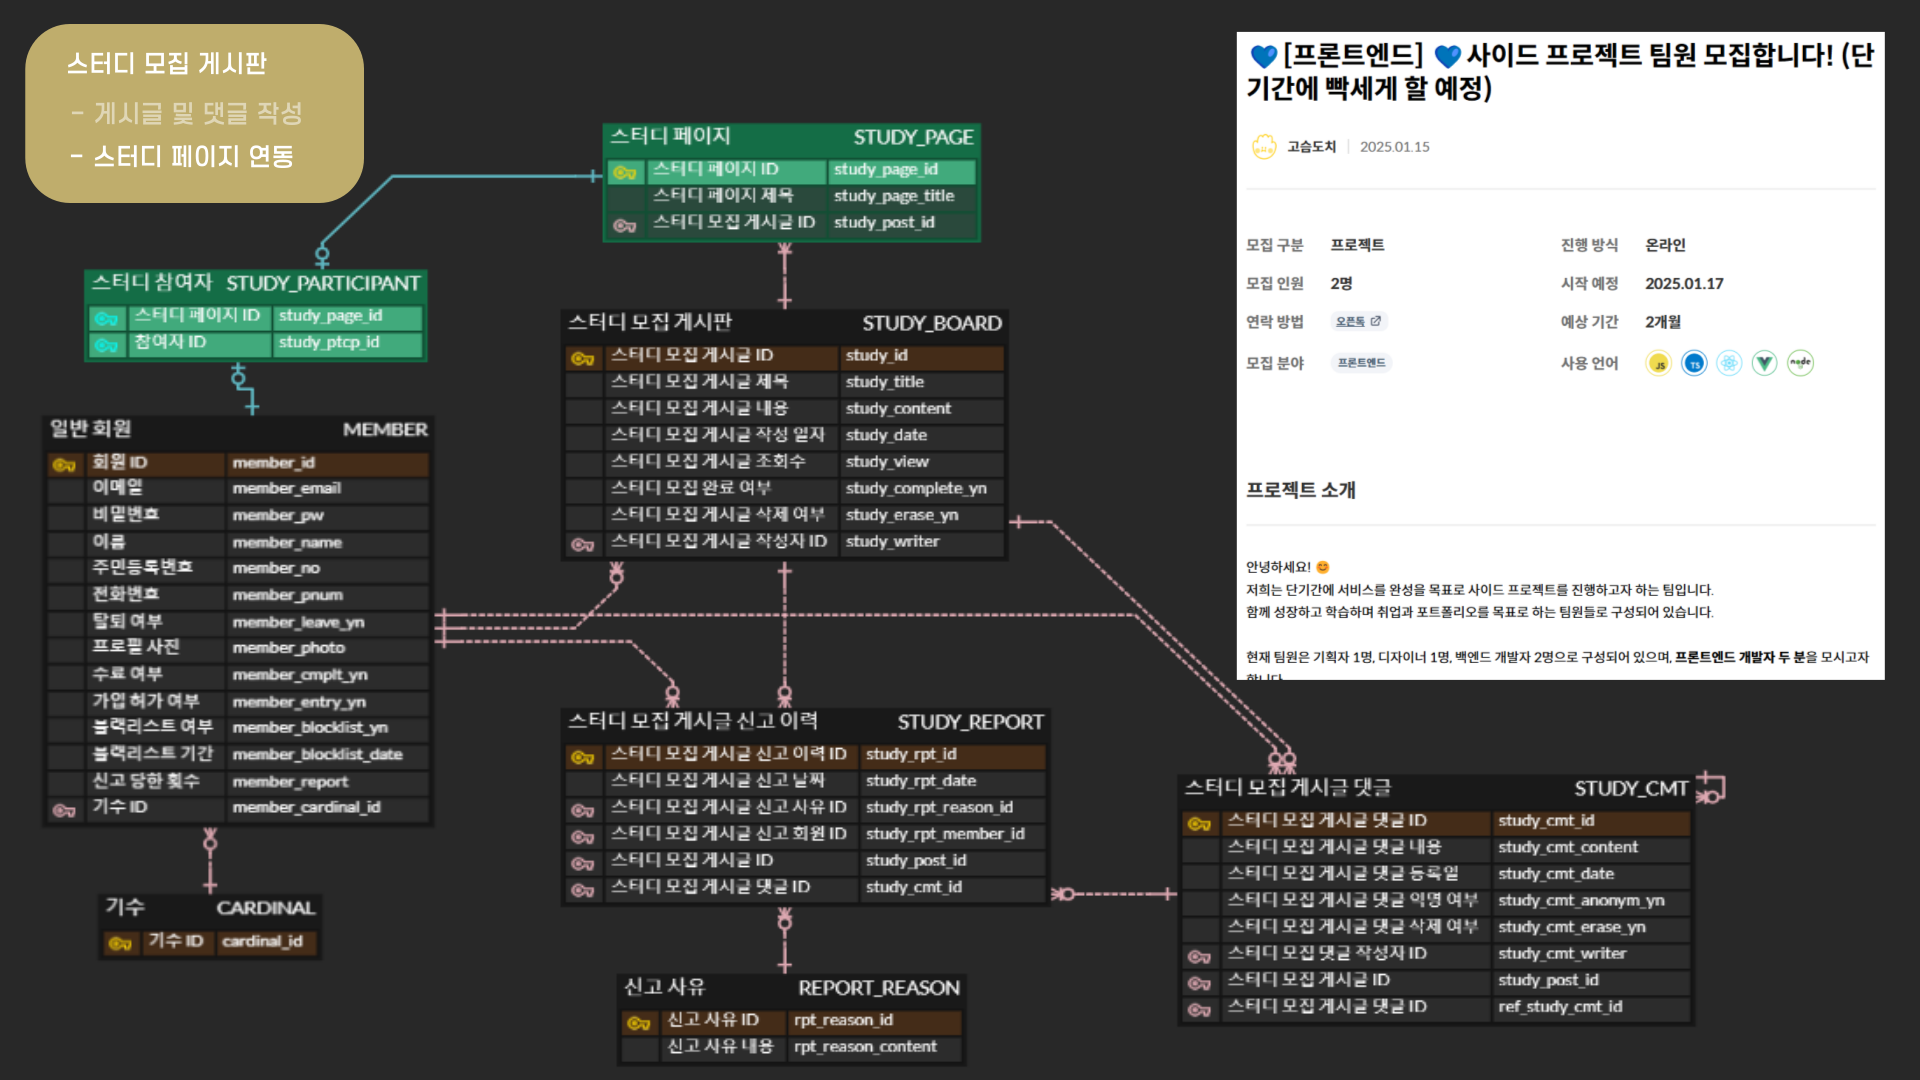 스터디 모집 게시판
- 게시글 및 댓글 작성
- 스터디 페이지 연동
스터디 페이지 STUDY_PAGE
스터디 페이지 ID study_page_id
스터디 페이지 제목 study_page_title
스터디 모집 게시글 ID study_post_id
스터디 참여자 STUDY_PARTICIPANT
스터디 페이지 ID study_page_id
참여자 ID study_ptcp_id
일반 회원 MEMBER
회원 ID member_id
이메일 member_email
비밀번호 member_pw
이름 member_name
주민등록번호 member_no
전화번호 member_pnum
탈퇴 여부 member_leave_yn
프로필 사진 member_photo
수료 여부 member_cmplt_yn
가입 허가 여부 member_entry_yn
블랙리스트 여부 member_blocklist_yn
블랙리스트 기간 member_blocklist_date
신고 당한 횟수 member_report
기수 ID member_cardinal_id
기수 CARDINAL
기수 ID cardinal_id
스터디 모집 게시판 STUDY_BOARD
스터디 모집 게시글 ID study_id
스터디 모집 게시글 제목 study_title
스터디 모집 게시글 내용 study_content
스터디 모집 게시글 작성 일자 study_date
스터디 모집 게시글 조회수 study_view
스터디 모집 완료 여부 study_complete_yn
스터디 모집 게시글 삭제 여부 study_erase_yn
스터디 모집 게시글 작성자 ID study_writer
스터디 모집 게시글 신고 이력 STUDY_REPORT
스터디 모집 게시글 신고 이력 ID study_rpt_id
스터디 모집 게시글 신고 날짜 study_rpt_date
스터디 모집 게시글 신고 사유 ID study_rpt_reason_id
스터디 모집 게시글 신고 회원 ID study_rpt_member_id
스터디 모집 게시글 ID study_post_id
스터디 모집 게시글 댓글 ID study_cmt_id
신고 사유 REPORT_REASON
신고 사유 ID rpt_reason_id
신고 사유 내용 rpt_reason_content
스터디 모집 게시글 댓글 STUDY_CMT
스터디 모집 게시글 댓글 ID study_cmt_id
스터디 모집 게시글 댓글 내용 study_cmt_content
스터디 모집 게시글 댓글 등록일 study_cmt_date
스터디 모집 게시글 댓글 익명 여부 study_cmt_anonym_yn
스터디 모집 게시글 댓글 삭제 여부 study_cmt_erase_yn
스터디 모집 댓글 작성자 ID study_cmt_writer
스터디 모집 게시글 ID study_post_id
스터디 모집 게시글 댓글 ID ref_study_cmt_id
💙[프론트엔드] 💙사이드 프로젝트 팀원 모집합니다! (단
기간에 빡세게 할 예정)
고슴도치 2025.01.15
모집 구분 프로젝트 진행 방식 온라인
모집 인원 2명 시작 예정 2025.01.17
연락 방법 오픈톡 예상 기간 2개월
모집 분야 프론트엔드 사용 언어 JS TS node
프로젝트 소개
안녕하세요! 😊
저희는 단기간에 서비스를 완성을 목표로 사이드 프로젝트를 진행하고자 하는 팀입니다.
함께 성장하고 학습하며 취업과 포트폴리오를 목표로 하는 팀원들로 구성되어 있습니다.
현재 팀원은 기획자 1명, 디자이너 1명, 백엔드 개발자 2명으로 구성되어 있으며, 프론트엔드 개발자 두 분을 모시고자
합니다.